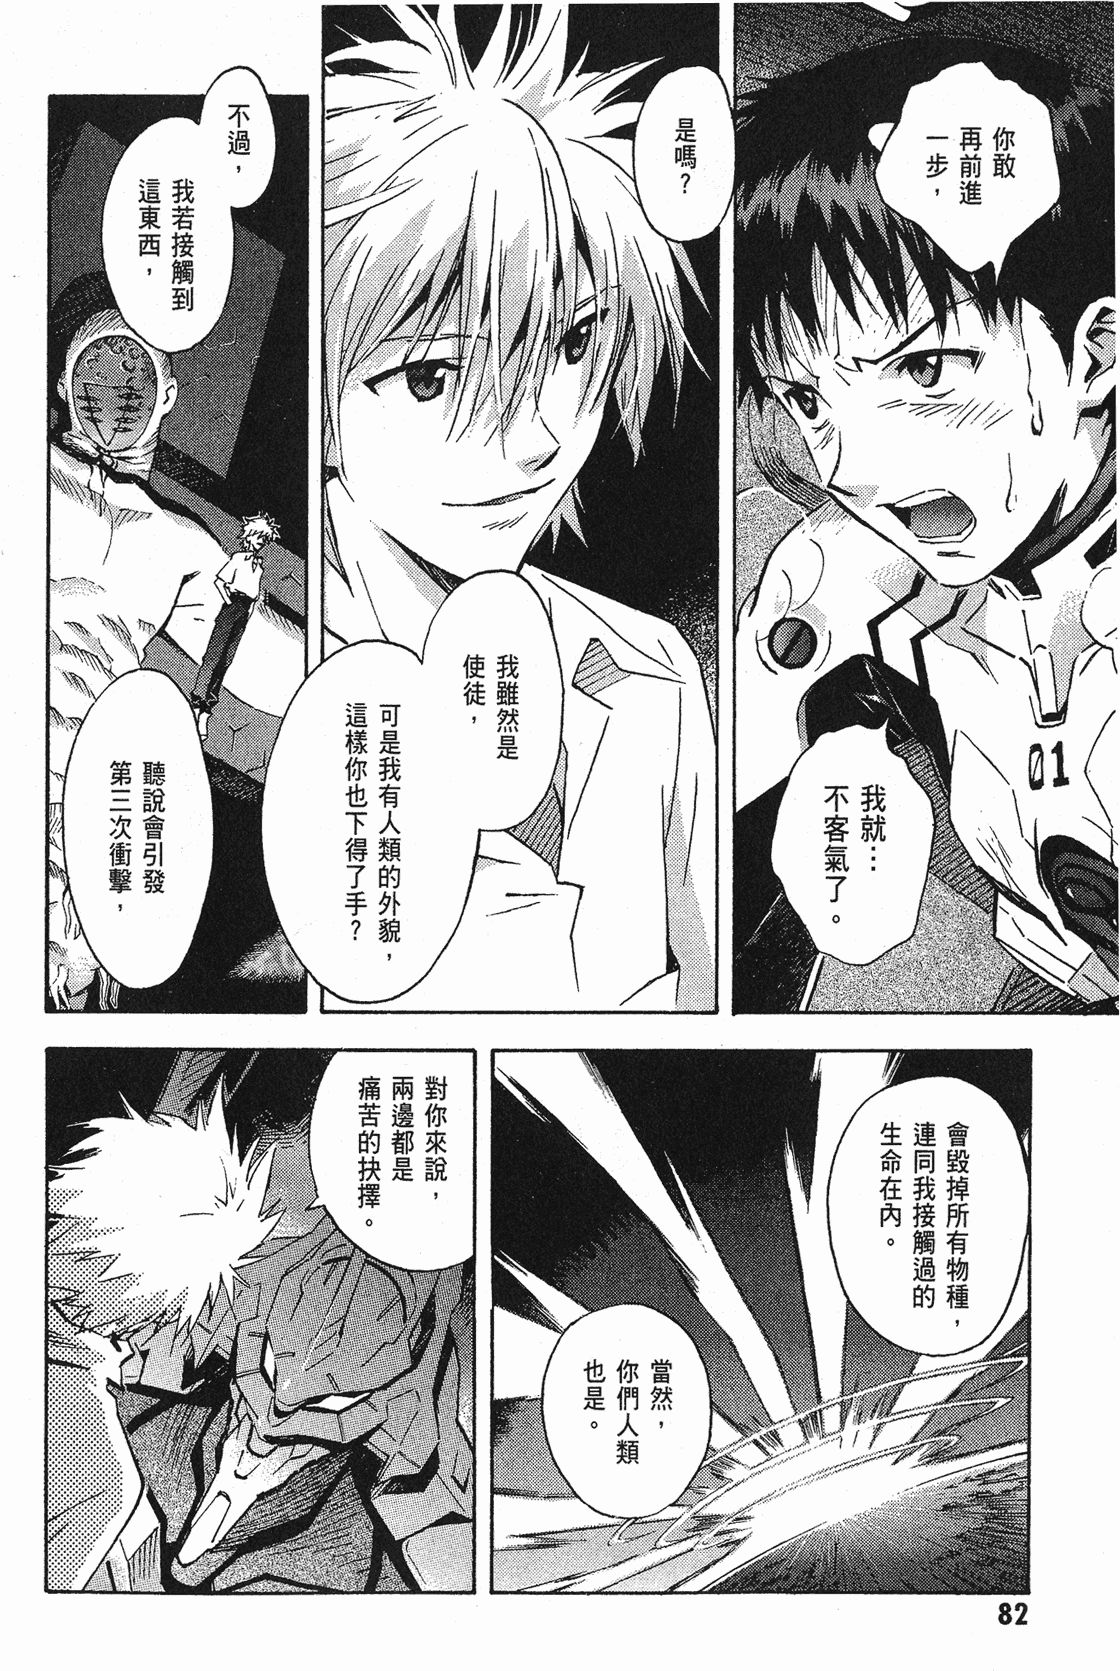 你敢
再前進
一步，
我就…
不客氣了。
01
是嗎？
我雖然是
使徒，
可是我有人類的外貌，
這樣你也下得了手？
不過，
我若接觸到
這東西，
聽說會引發
第三次衝擊，
會毀掉所有物種，
連同我接觸過的
生命在內。
當然，
你們人類
也是。
對你來說，
兩邊都是
痛苦的抉擇。
82